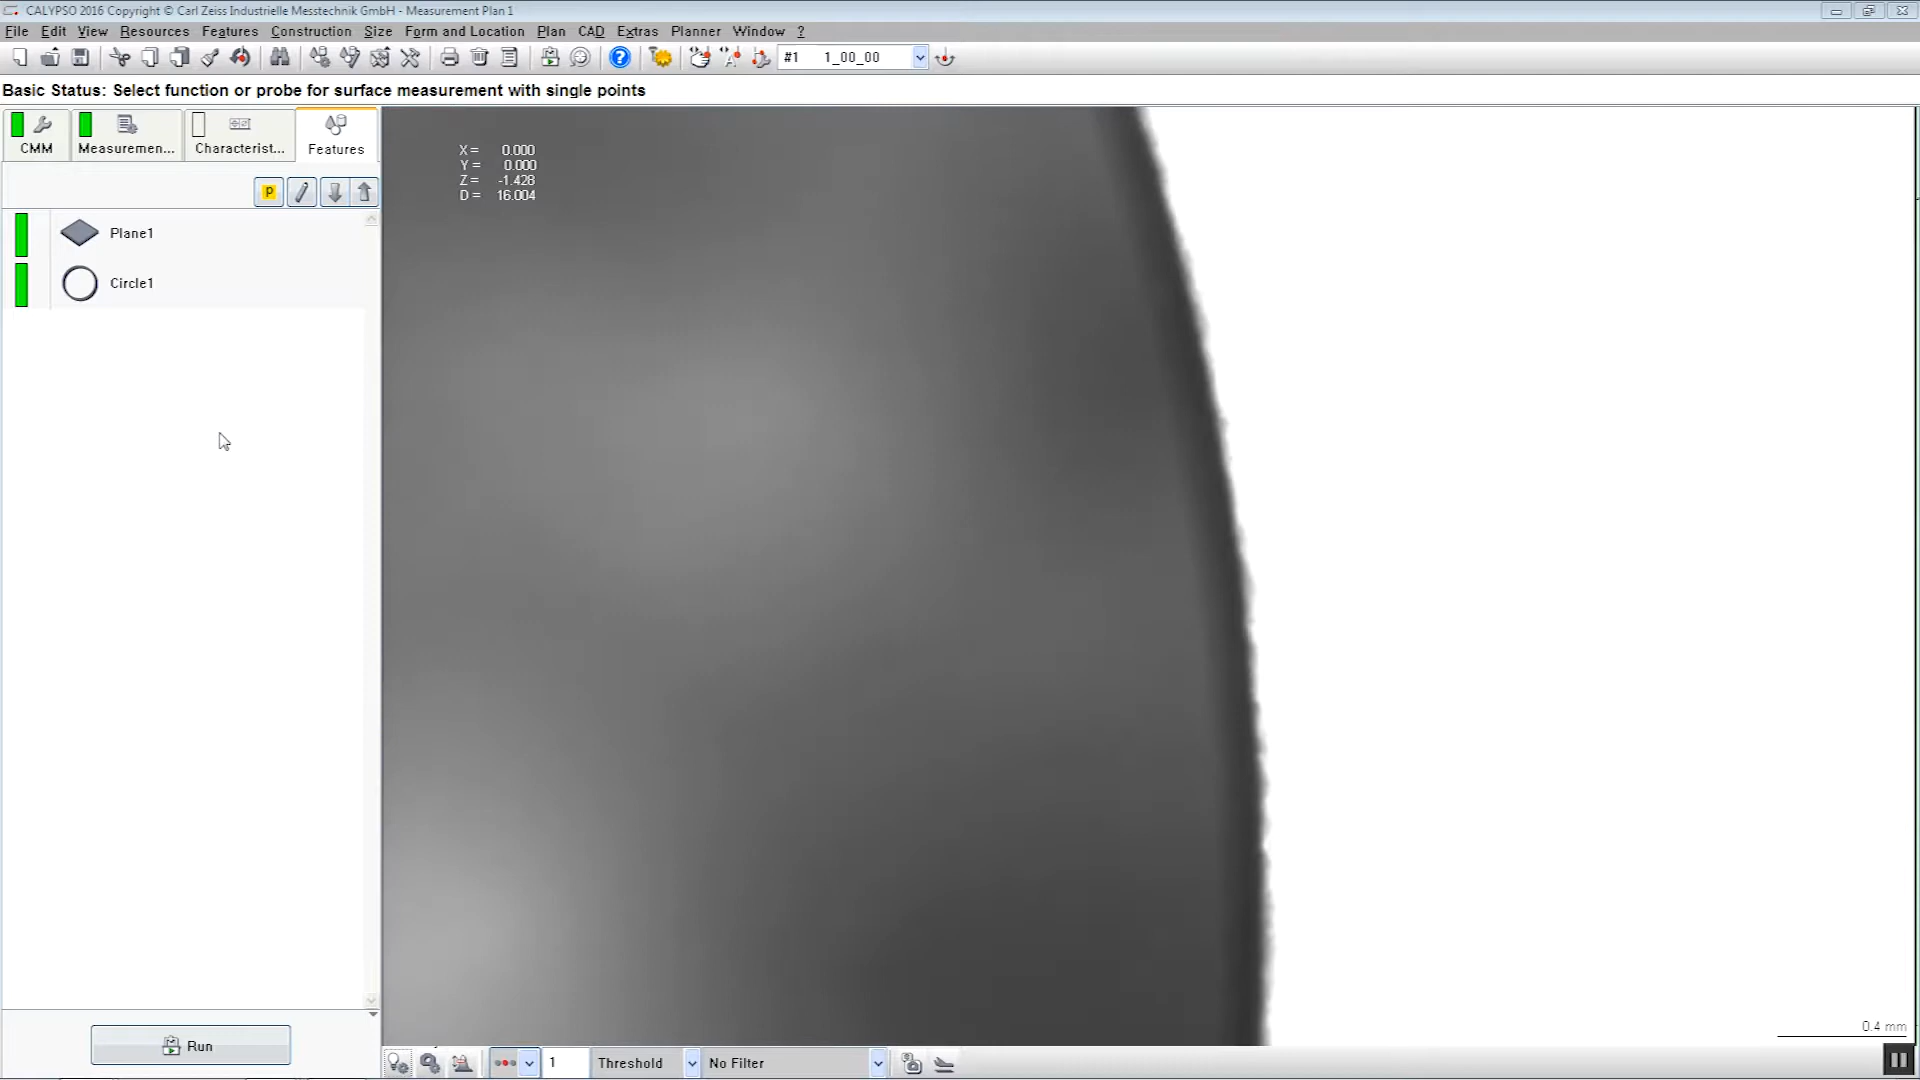 CALYPSO 2016 Copyright © Carl Zeiss Industrielle Messtechnik GmbH - Measurement Plan 1
File Edit View Resources Features Construction Size Form and Location Plan CAD Extras Planner Window ?
#1 1_00_00
Basic Status: Select function or probe for surface measurement with single points
CMM Measuremen... Characterist... Features
P
X = 0.000
Y = 0.000
Z = -1.428
D = 16.004
Plane1
Circle1
0.4 mm
Run
1 Threshold No Filter